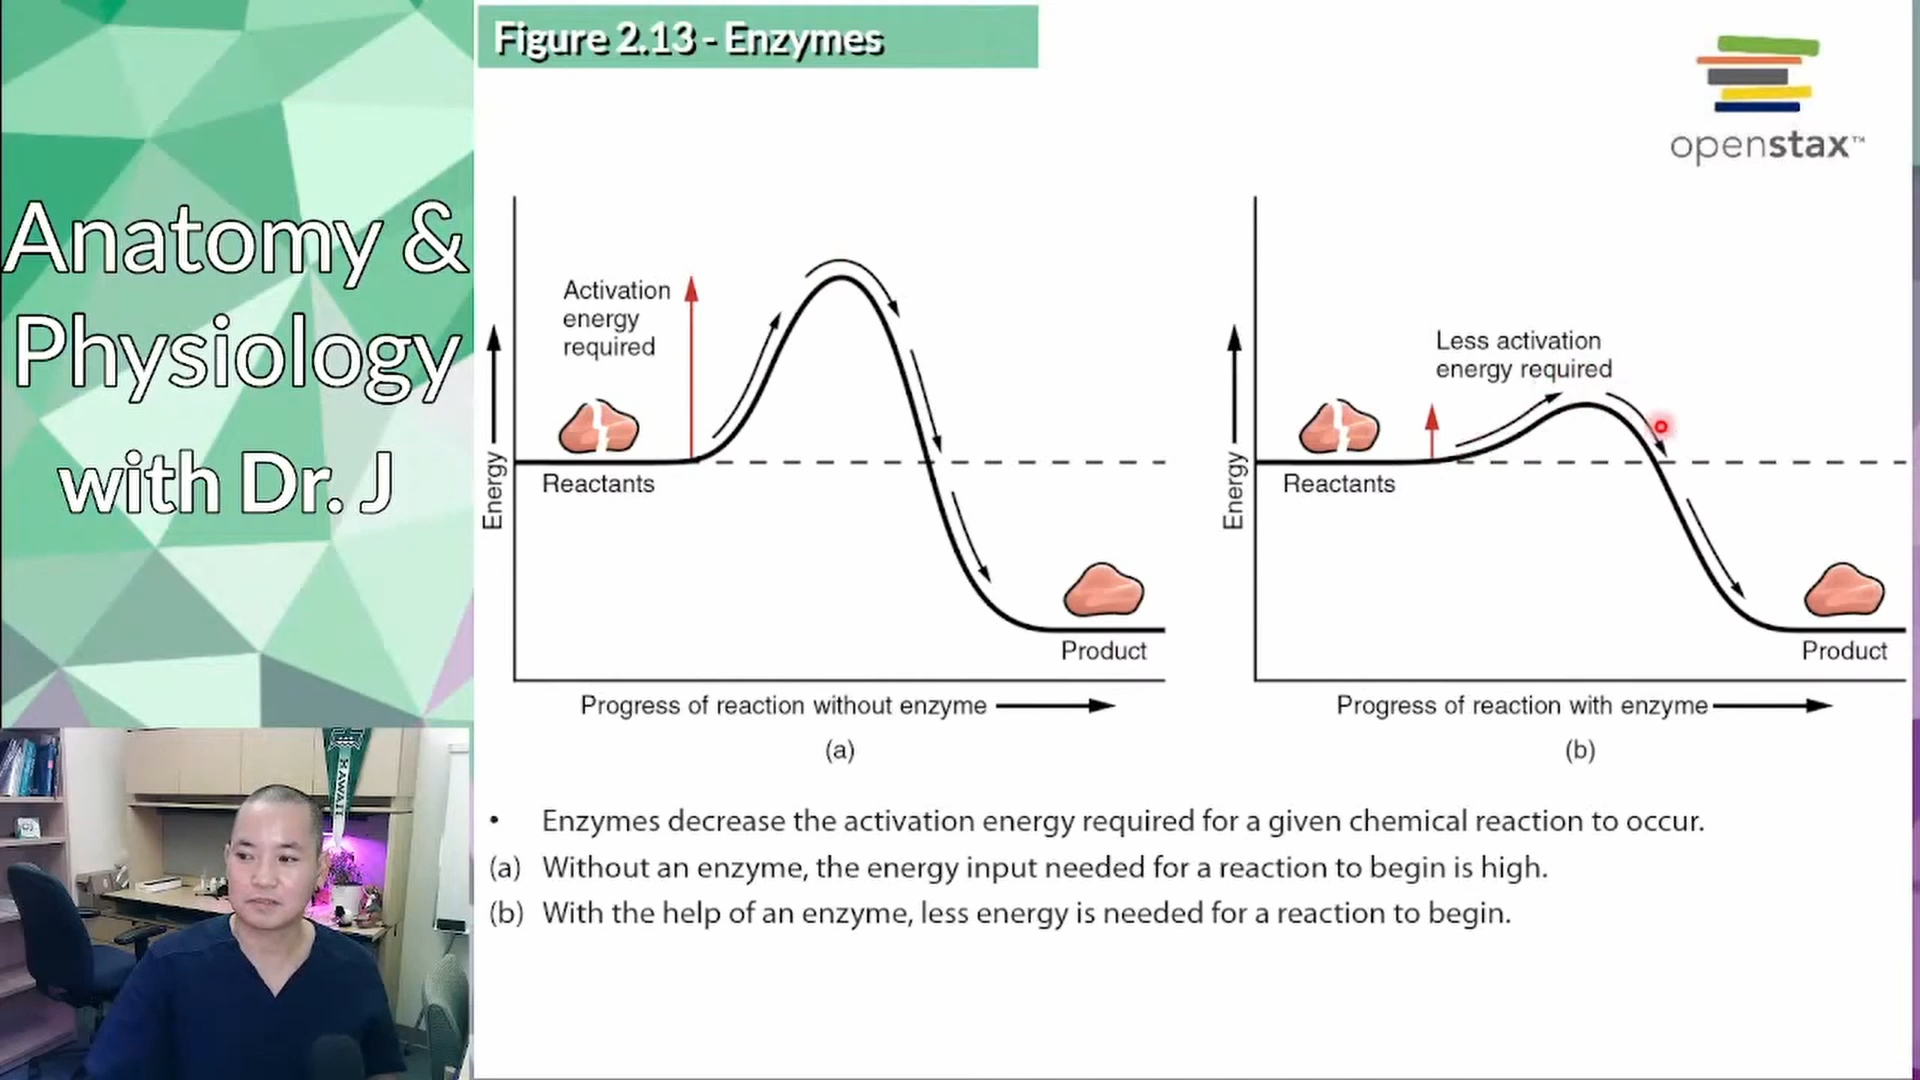 Figure 2.13 - Enzymes
openstax™
Anatomy &
Physiology
with Dr. J
Activation
energy
required
Energy
Reactants
Product
Progress of reaction without enzyme
(a)
Less activation
energy required
Energy
Reactants
Product
Progress of reaction with enzyme
(b)
• Enzymes decrease the activation energy required for a given chemical reaction to occur.
(a) Without an enzyme, the energy input needed for a reaction to begin is high.
(b) With the help of an enzyme, less energy is needed for a reaction to begin.
HAWAII